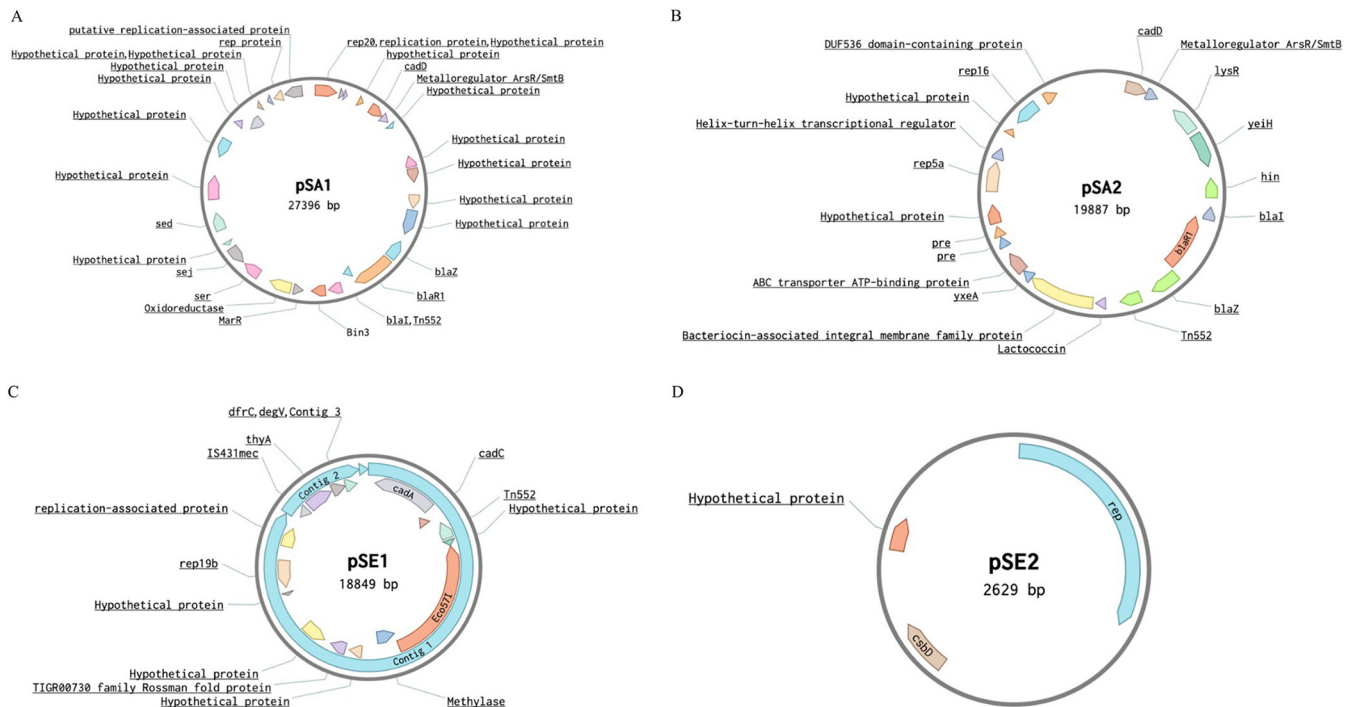 A
putative replication-associated protein
rep protein
Hypothetical protein, Hypothetical protein
Hypothetical protein
Hypothetical protein
Hypothetical protein
Hypothetical protein
sed
Hypothetical protein
sej
ser
Oxidoreductase
MarR
rep20, replication protein, Hypothetical protein
hypothetical protein
cadD
Metalloregulator ArsR/SmtB
Hypothetical protein
Hypothetical protein
Hypothetical protein
Hypothetical protein
Hypothetical protein
blaZ
blaR1
blaI, Tn552
Bin3
pSA1
27396 bp
B
DUF536 domain-containing protein
rep16
Hypothetical protein
Helix-turn-helix transcriptional regulator
rep5a
Hypothetical protein
pre
pre
ABC transporter ATP-binding protein
yxeA
Bacteriocin-associated integral membrane family protein
Lactococcin
cadD
Metalloregulator ArsR/SmtB
lysR
yeiH
hin
blaI
blaR1
blaZ
Tn552
pSA2
19887 bp
C
dfrC, degV, Contig 3
thyA
IS431mec
replication-associated protein
rep19b
Hypothetical protein
Hypothetical protein
TIGR00730 family Rossman fold protein
Hypothetical protein
Methylase
cadC
Tn552
Hypothetical protein
Contig 2
cadA
Eco57I
Contig 1
pSE1
18849 bp
D
Hypothetical protein
rep
csbD
pSE2
2629 bp